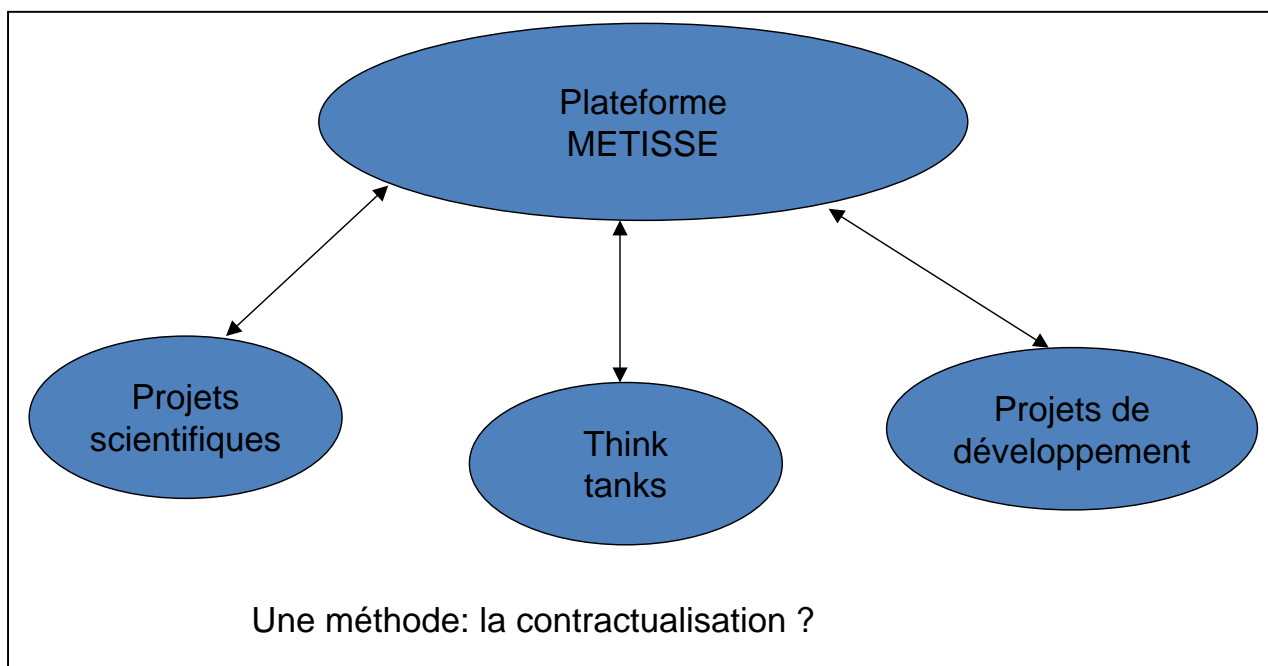 Plateforme
METISSE
Projets
scientifiques
Think
tanks
Projets de
développement
Une méthode: la contractualisation ?